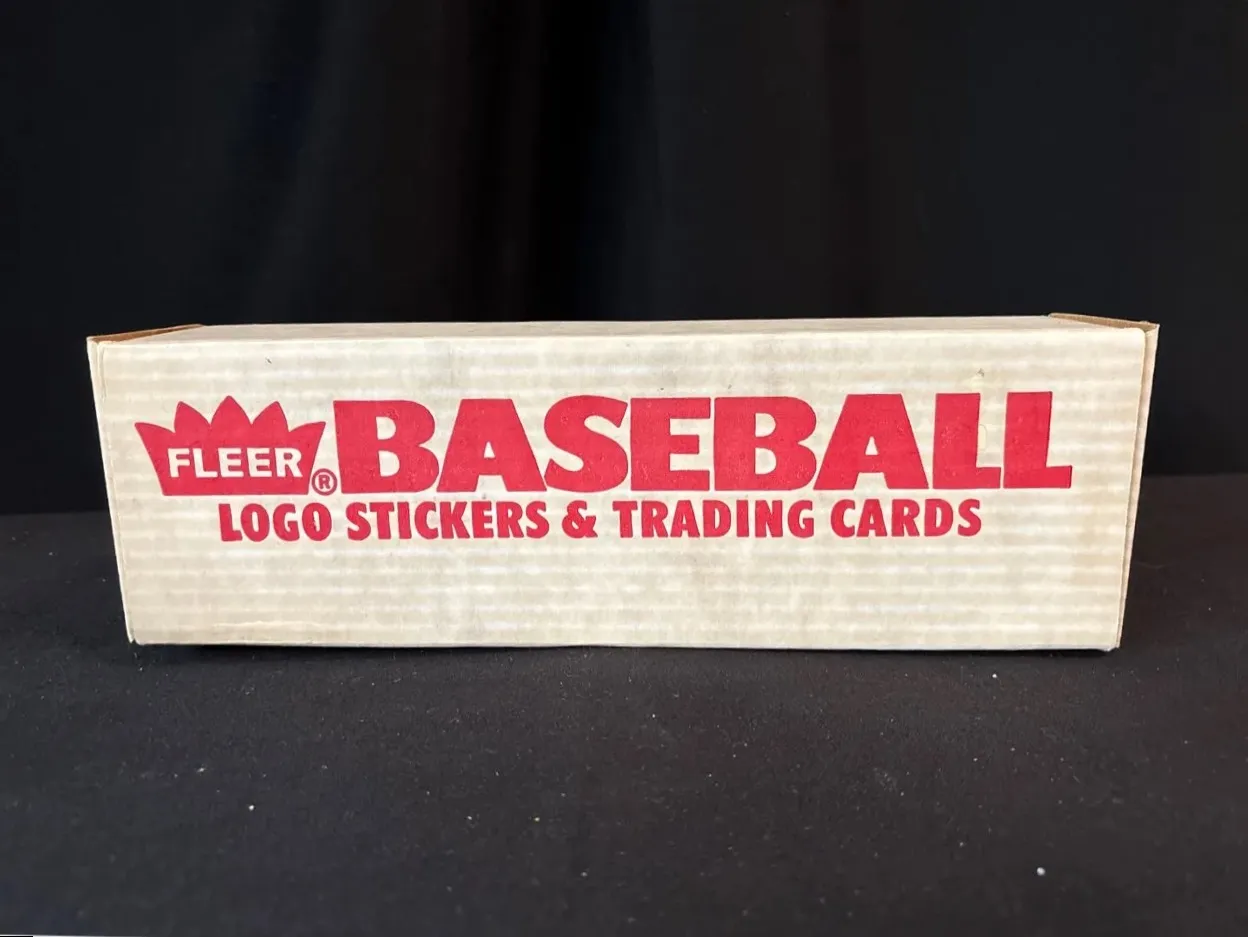 FLEER® BASEBALL
LOGO STICKERS & TRADING CARDS